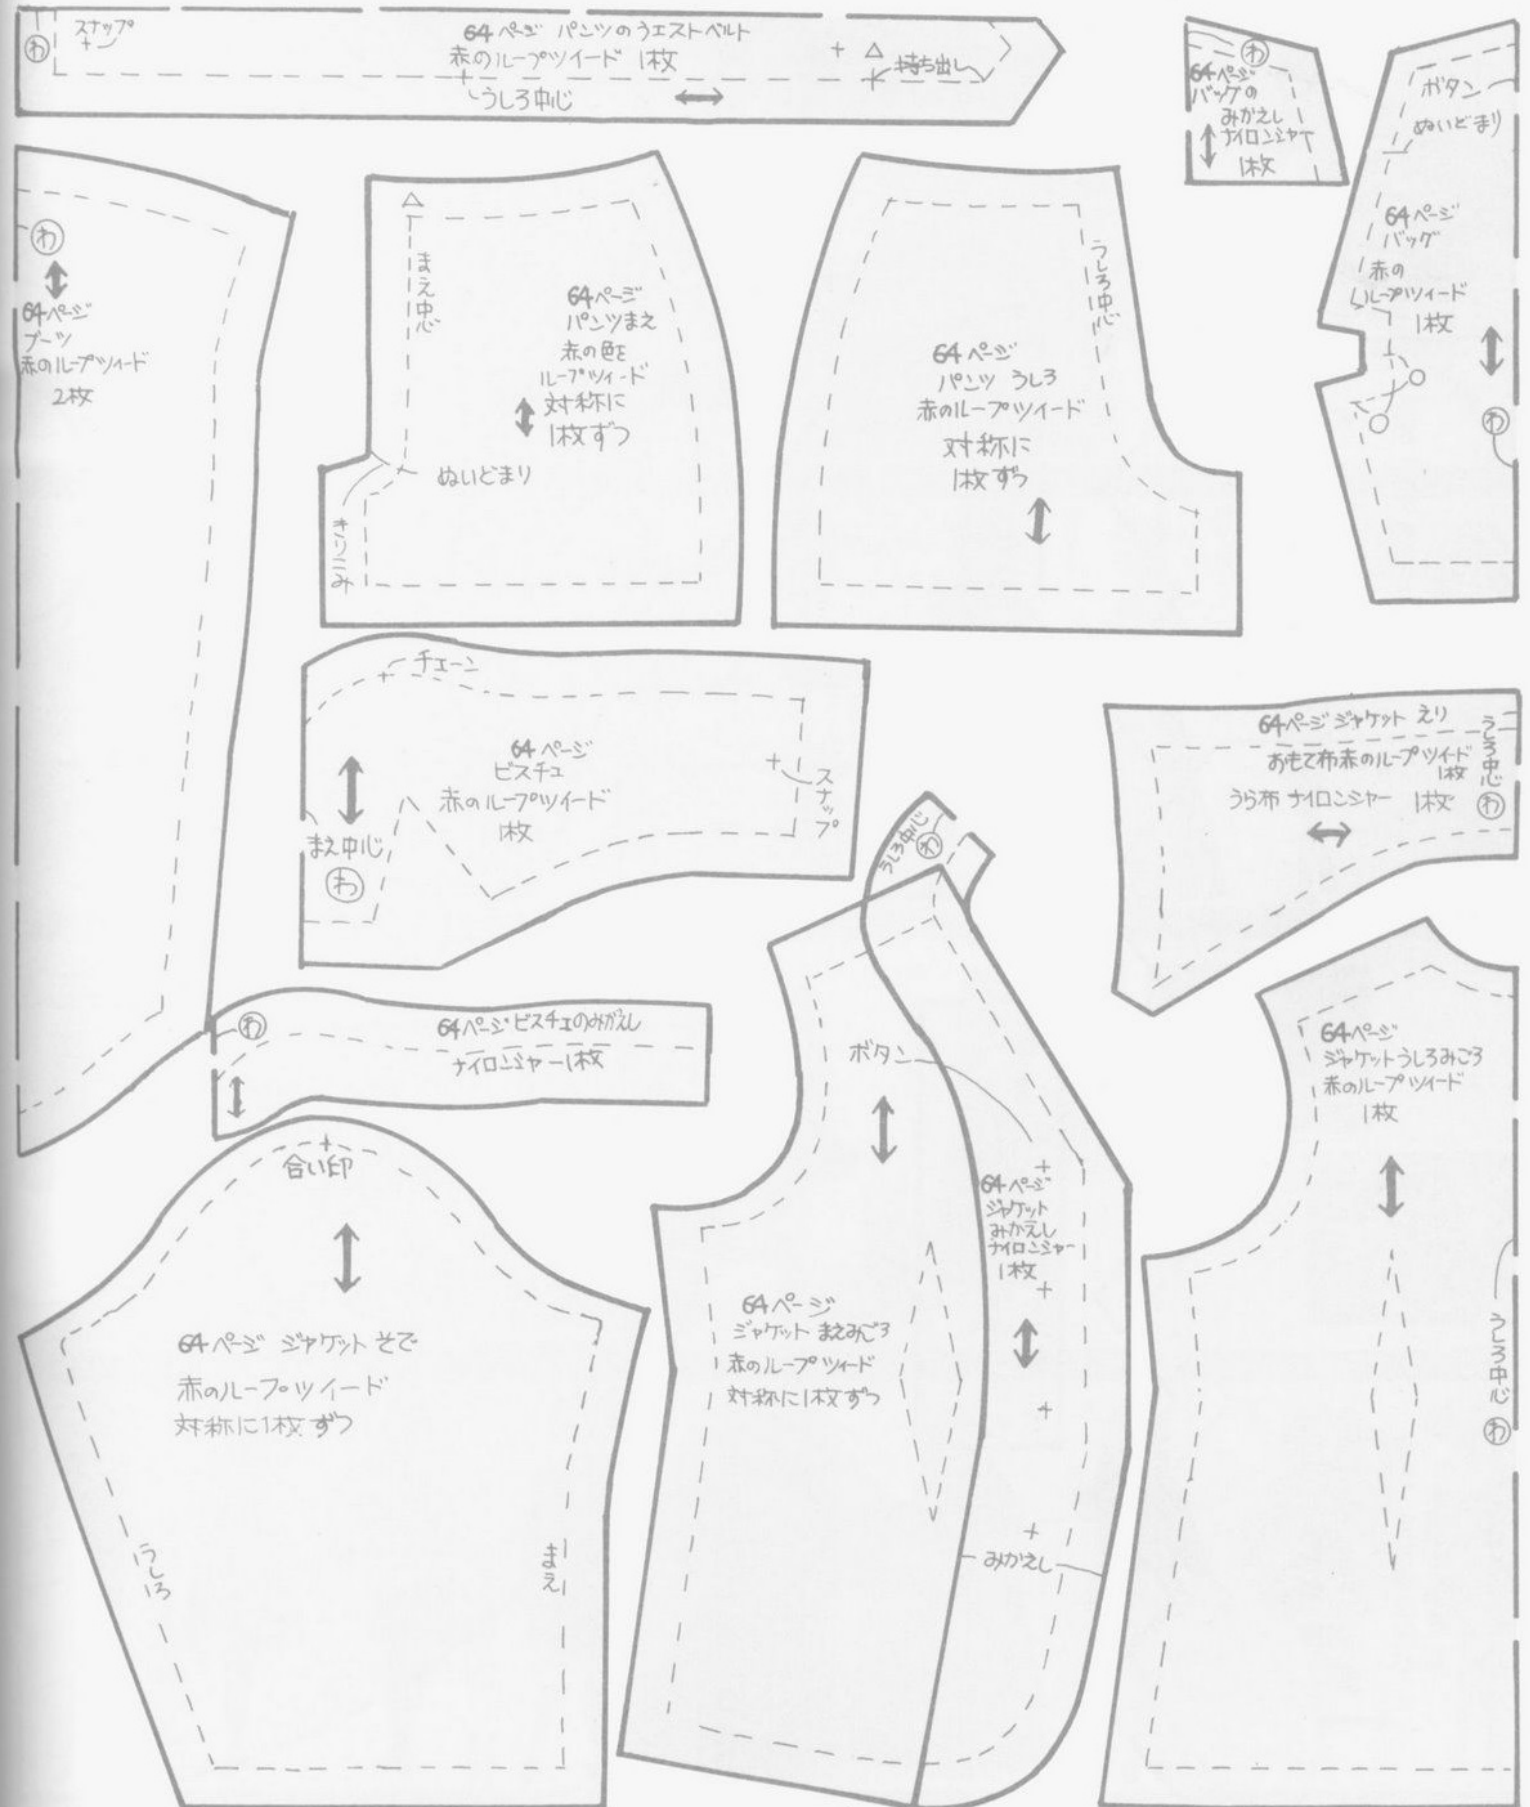 スナップ
わ
64ページ パンツのウエストベルト
赤のループツイード 1枚
持ち出し
うしろ中心
わ
64ページ
バッグの
みかえし
ナイロンシャー
1枚
ボタン
ぬいどまり
64ページ
バッグ
赤の
ループツイード
1枚
わ
わ
64ページ
ブーツ
赤のループツイード
2枚
まえ中心
64ページ
パンツまえ
赤の色を
ループツイード
対称に
1枚ずつ
ぬいどまり
きりこみ
うしろ中心
64ページ
パンツ うしろ
赤のループツイード
対称に
1枚ずつ
チェーン
64ページ
ビスチェ
赤のループツイード
1枚
スナップ
まえ中心
わ
64ページ ジャケット えり
おもて布赤のループツイード
1枚
うら布 ナイロンシャー 1枚
うしろ中心
わ
うしろ中心
わ
わ
64ページ ビスチェのみかえし
ナイロンシャー1枚
合い印
64ページ ジャケット そで
赤のループツイード
対称に1枚ずつ
うしろ
まえ
ボタン
64ページ
ジャケット
みかえし
ナイロンシャー
1枚
64ページ
ジャケット まえみごろ
赤のループツイード
対称に1枚ずつ
みかえし
64ページ
ジャケットうしろみごろ
赤のループツイード
1枚
うしろ中心
わ